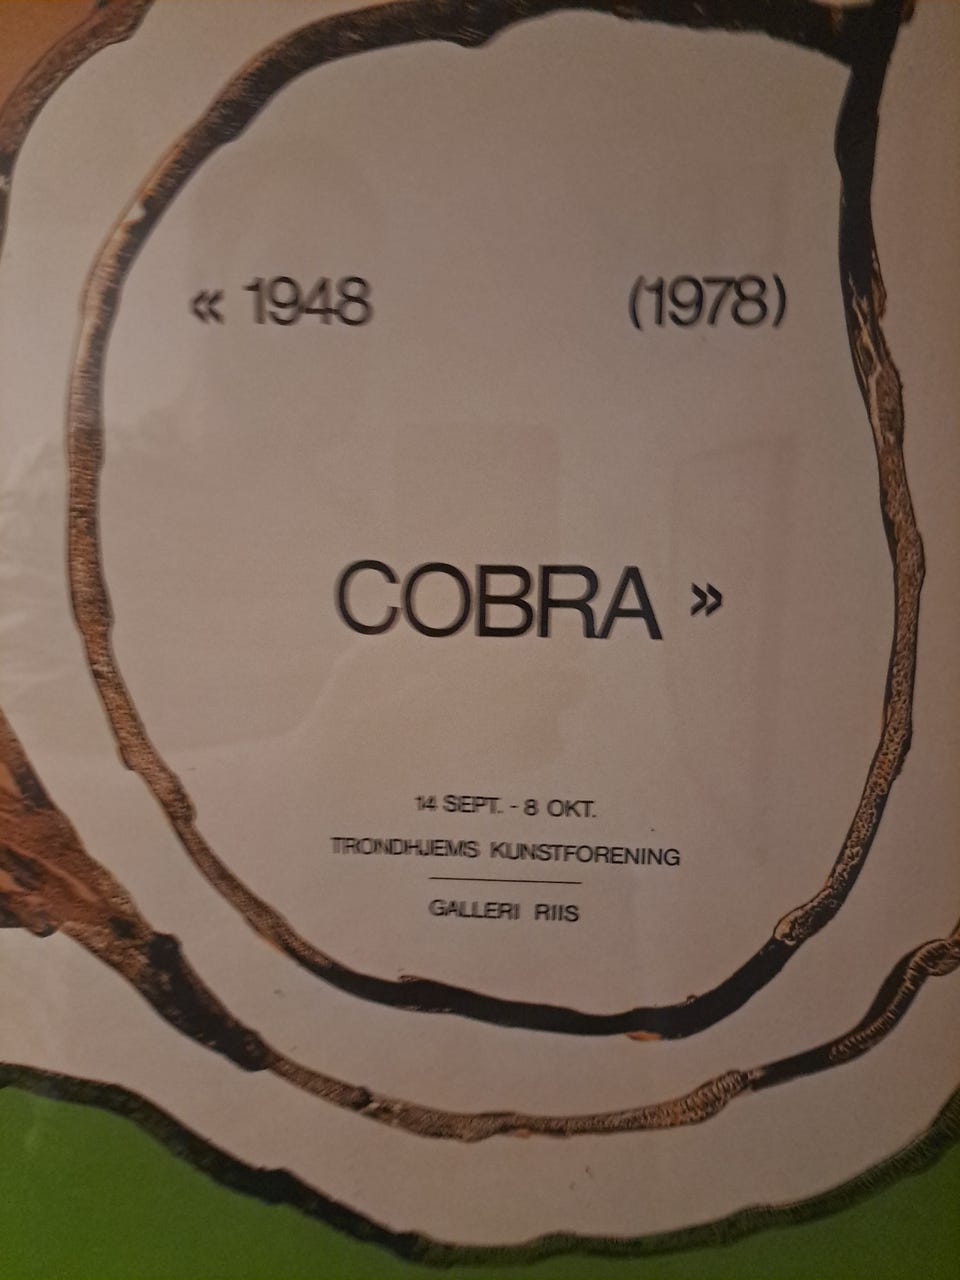 « 1948 (1978)
COBRA »
14 SEPT. - 8 OKT.
TRONDHJEMS KUNSTFORENING
GALLERI RIIS